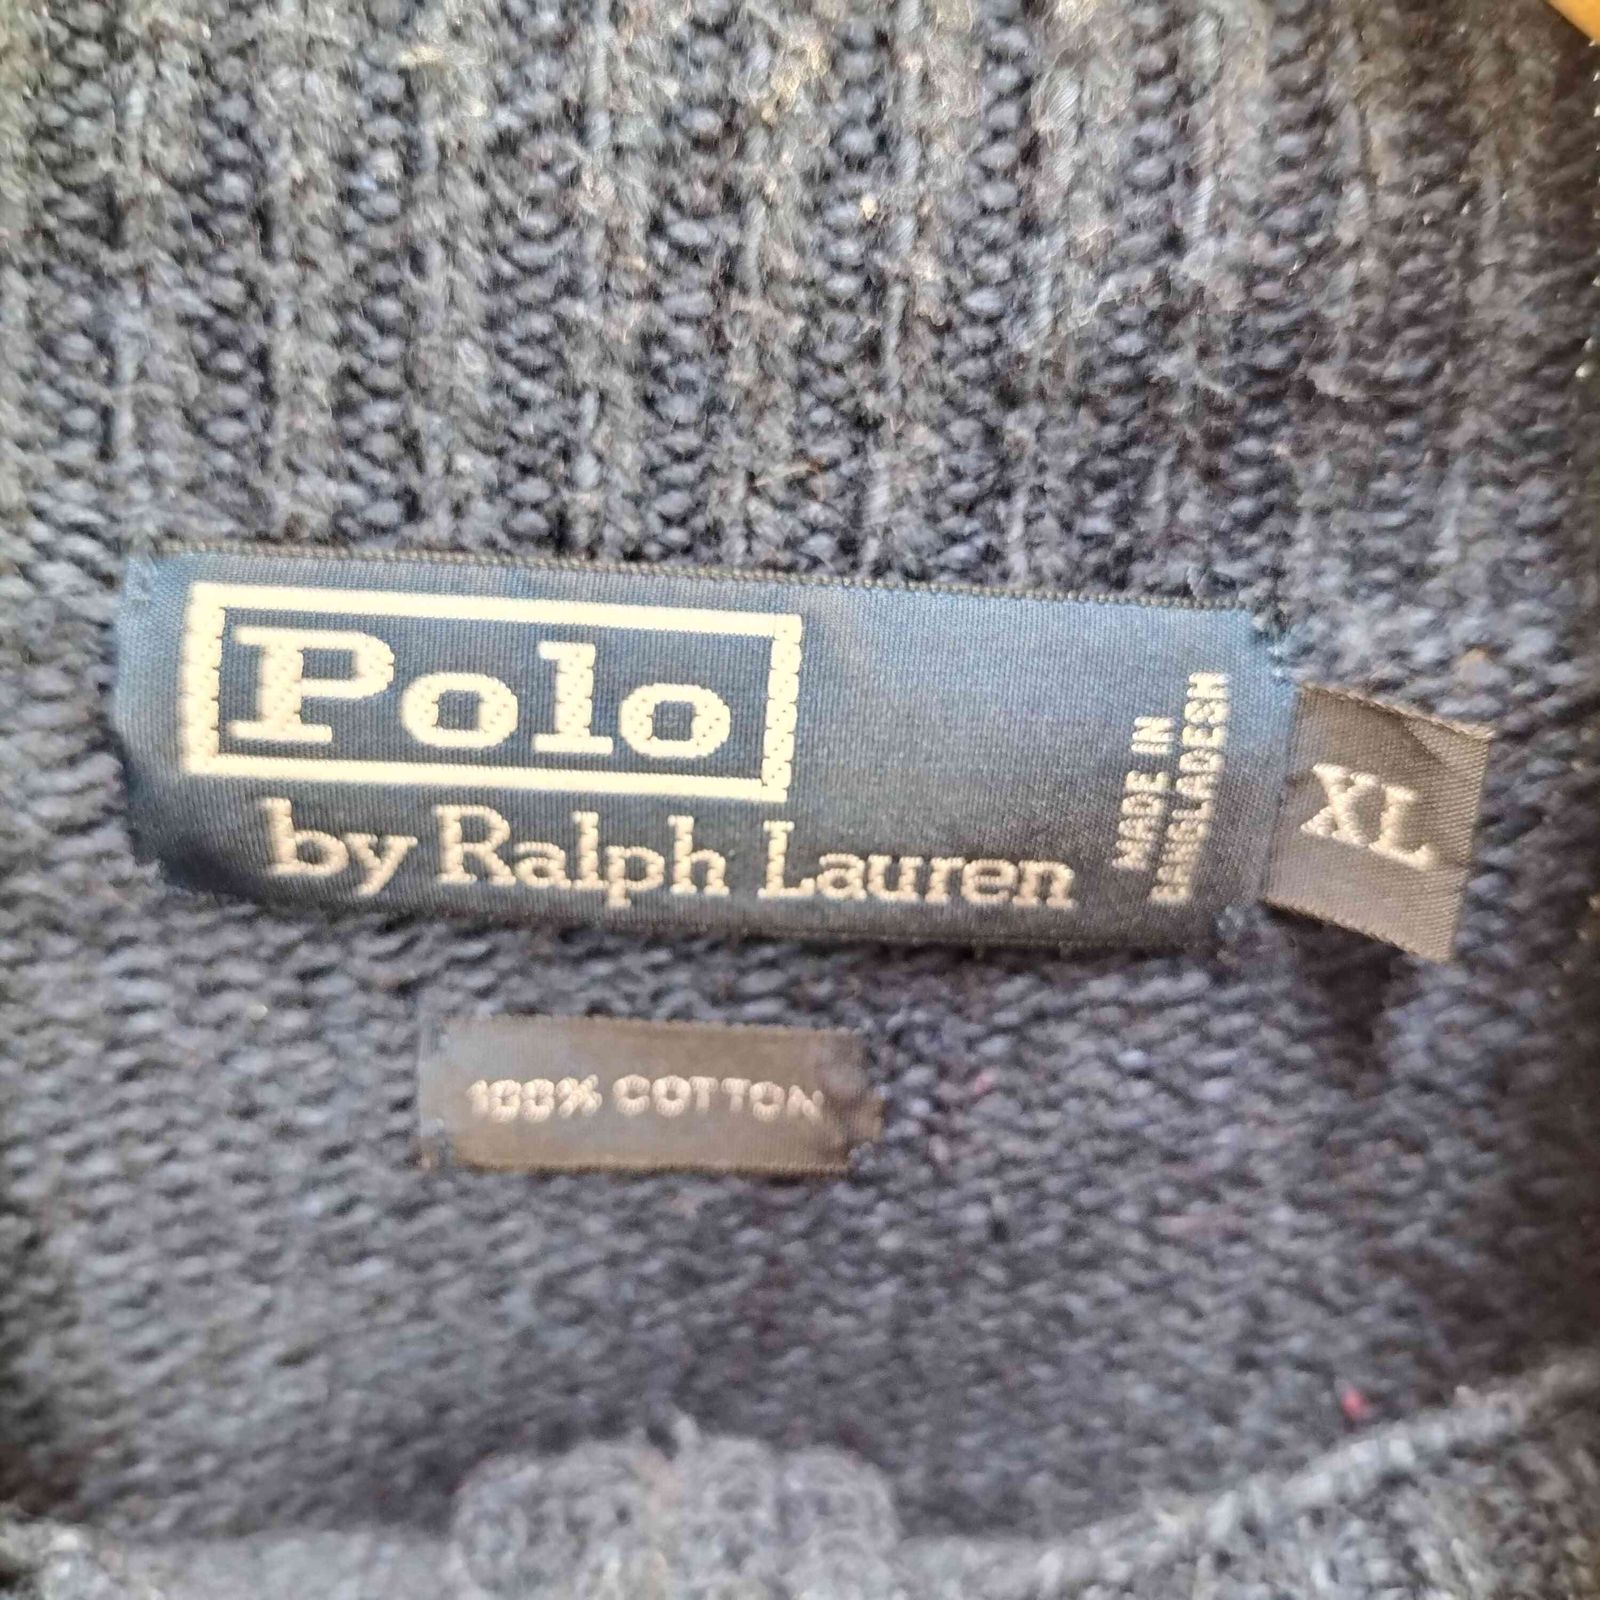 Polo
by Ralph Lauren
MADE IN
BANGLADESH
XL
100% COTTON